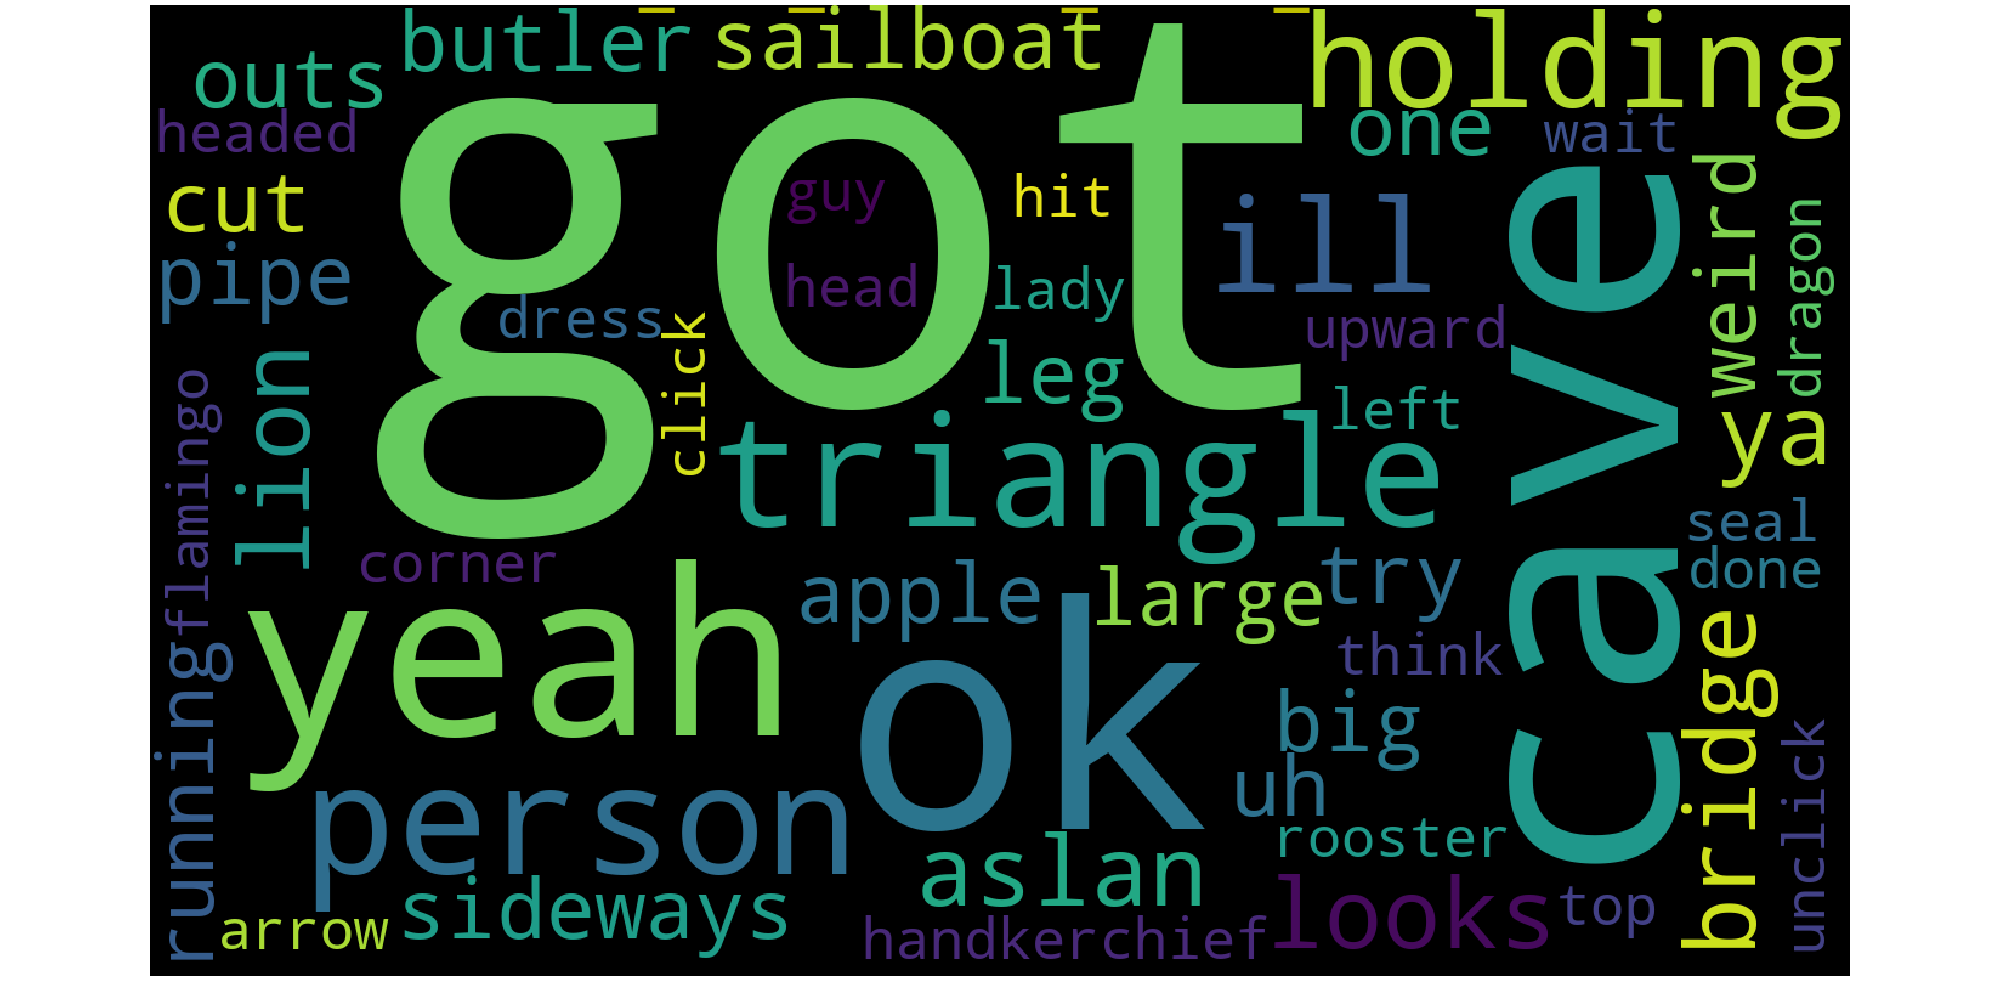 butler
sailboat
holding
outs
got
headed
one
wait
cut
guy
hit
ill
weird
dragon
cave
pipe
head
lady
dress
upward
click
leg
left
lion
flamingo
triangle
ya
seal
corner
yeah
apple
large
try
done
ok
think
bridge
running
big
person
uh
unclick
rooster
aslan
sideways
looks
top
arrow
handkerchief